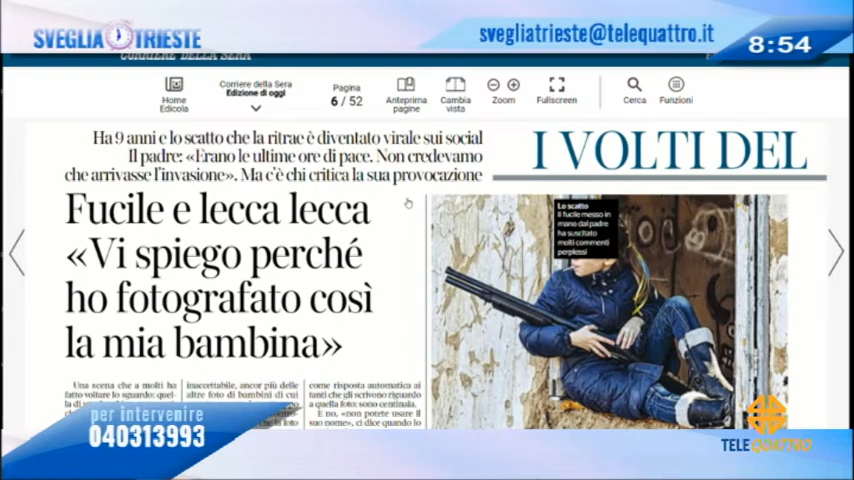 SVEGLIA TRIESTE
svegliatrieste@telequattro.it
8:54
CORRIERE DELLA SERA
Home
Edicola
Corriere della Sera
Edizione di oggi
Pagina
6 / 52
Anteprima
pagine
Cambia
vista
Zoom
Fullscreen
Cerca
Funzioni
Ha 9 anni e lo scatto che la ritrae è diventato virale sui social
Il padre: «Erano le ultime ore di pace. Non credevamo
che arrivasse l'invasione». Ma c'è chi critica la sua provocazione
I VOLTI DEL
Fucile e lecca lecca
«Vi spiego perché
ho fotografato così
la mia bambina»
Lo scatto
Il fucile messo in
mano dal padre
ha suscitato
molti commenti
perplessi
Una scena che a molti ha
fatto voltare lo sguardo: quel-
la di
inaccettabile, ancor più delle
altre foto di bambini di cui
la foto
come risposta automatica ai
tanti che gli scrivono riguardo
a quella foto: sono centinaia.
E no, «non potete usare il
suo nome», ci dice quando lo
per intervenire
040313993
TELEQUATTRO